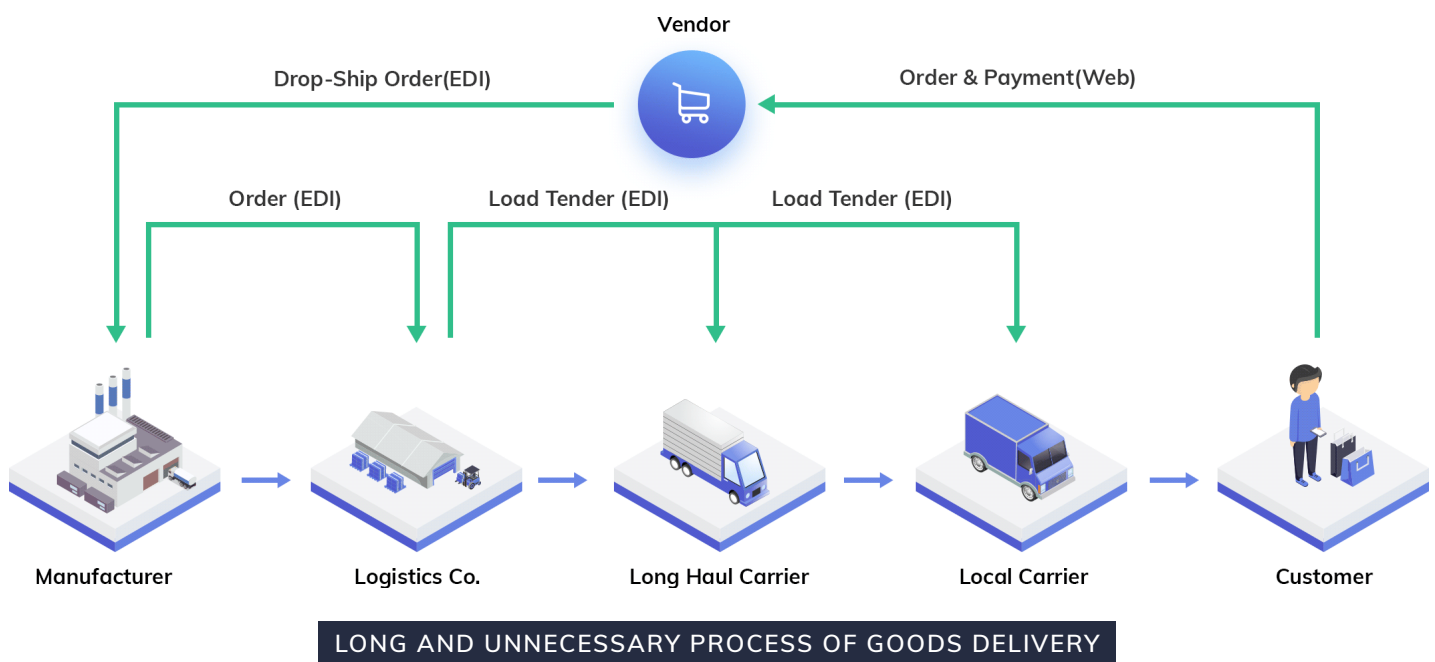 Vendor
Drop-Ship Order(EDI)
Order & Payment(Web)
Order (EDI)
Load Tender (EDI)
Load Tender (EDI)
Manufacturer
Logistics Co.
Long Haul Carrier
Local Carrier
Customer
LONG AND UNNECESSARY PROCESS OF GOODS DELIVERY